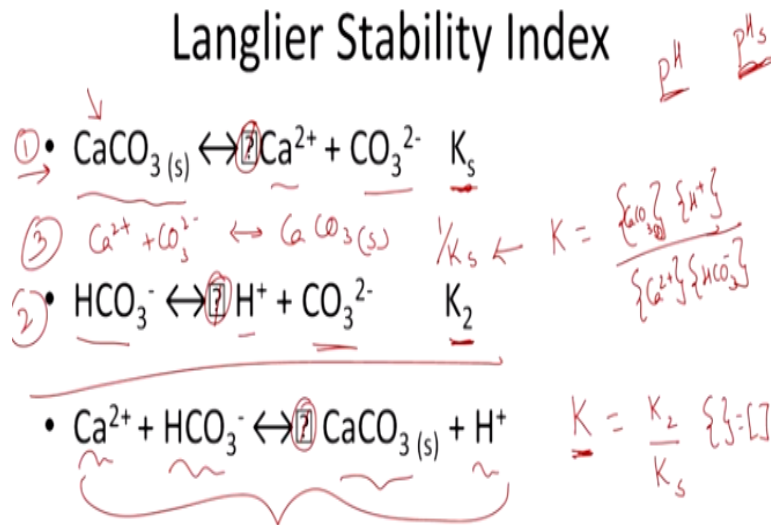 Langlier Stability Index
pH pHs
① • CaCO₃ (s) ↔ Ca²⁺ + CO₃²⁻ Kₛ
③ Ca²⁺ + CO₃²⁻ ↔ CaCO₃(s) 1/Kₛ ← K = {CaCO₃(s)} {H⁺} / {Ca²⁺}{HCO₃⁻}
② • HCO₃⁻ ↔ H⁺ + CO₃²⁻ K₂
• Ca²⁺ + HCO₃⁻ ↔ CaCO₃ (s) + H⁺ K = K₂ / Kₛ { } = [ ]